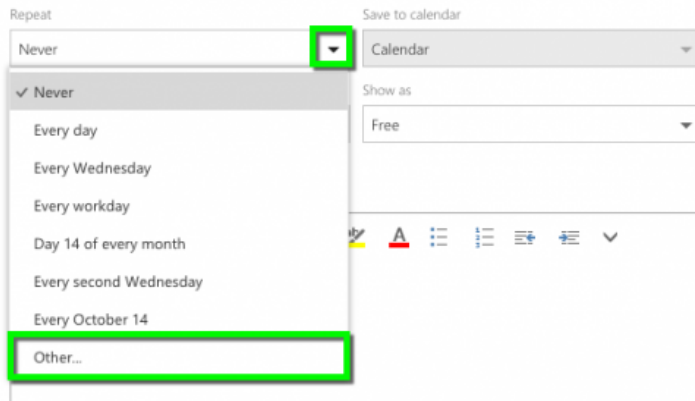 Repeat
Save to calendar
Never
Calendar
Never
Show as
Every day
Free
Every Wednesday
Every workday
Day 14 of every month
A
Every second Wednesday
Every October 14
Other...